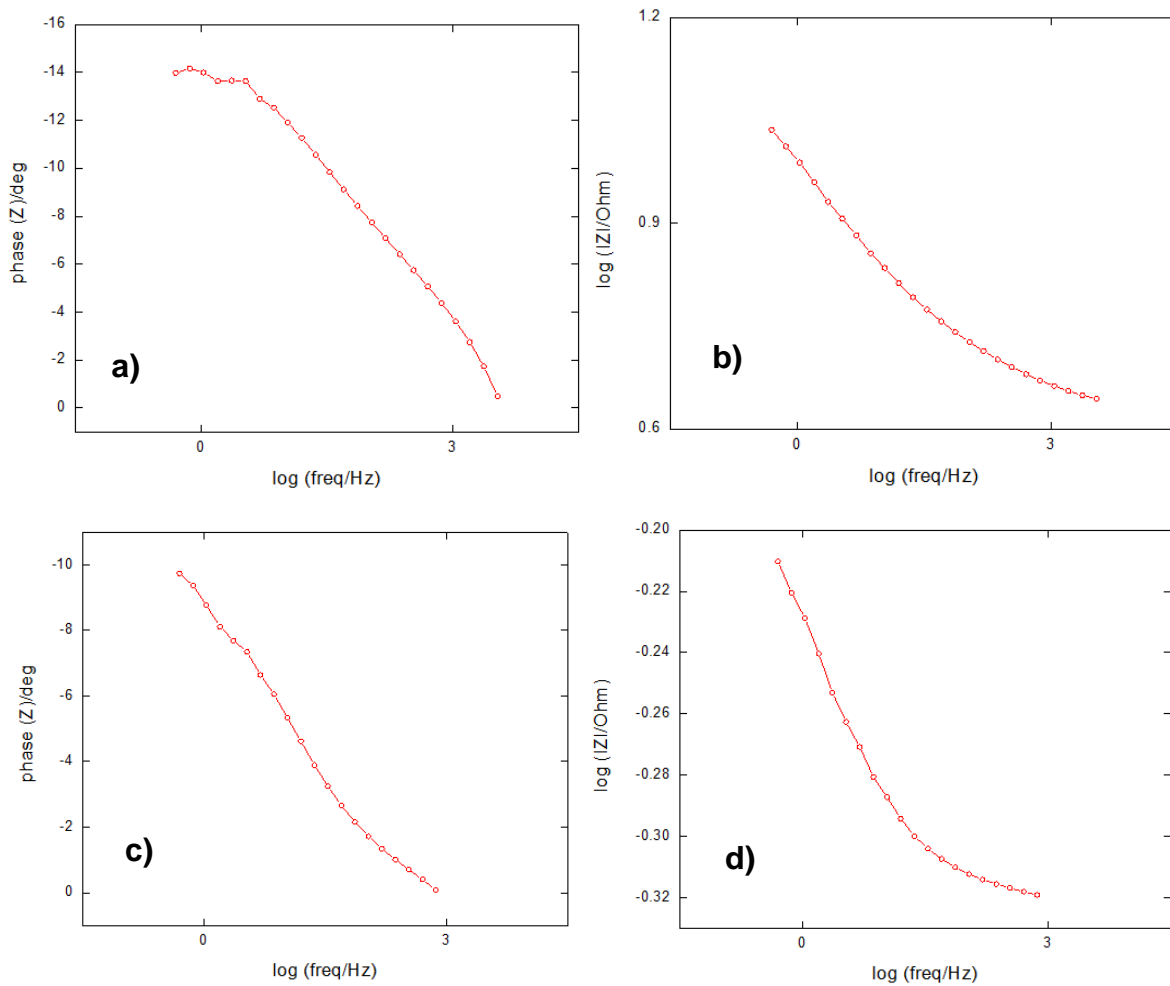 -16
-14
-12
-10
-8
-6
-4
-2
0
phase (Z)/deg
a)
0 3
log (freq/Hz)
1.2
0.9
0.6
log (|Z|/Ohm)
b)
0 3
log (freq/Hz)
-10
-8
-6
-4
-2
0
phase (Z)/deg
c)
0 3
log (freq/Hz)
-0.20
-0.22
-0.24
-0.26
-0.28
-0.30
-0.32
log (|Z|/Ohm)
d)
0 3
log (freq/Hz)